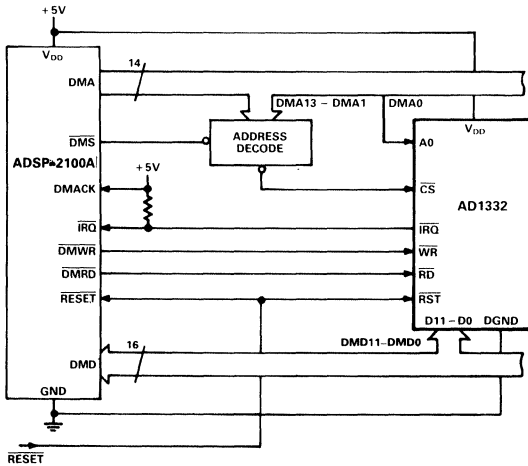 +5V
VDD
14
DMA
DMA13 – DMA1
DMA0
VDD
DMS
ADDRESS
DECODE
A0
ADSP-2100A
+5V
DMACK
CS
AD1332
IRQ
IRQ
DMWR
WR
DMRD
RD
RESET
RST
D11 – D0
DGND
16
DMD11–DMD0
DMD
GND
RESET